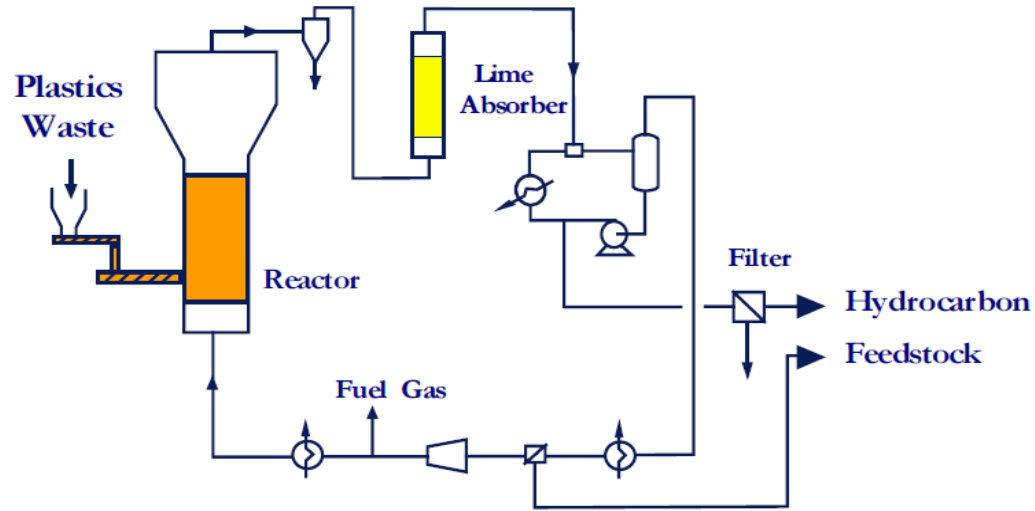 Plastics
Waste
Lime
Absorber
Reactor
Filter
Hydrocarbon
Feedstock
Fuel Gas